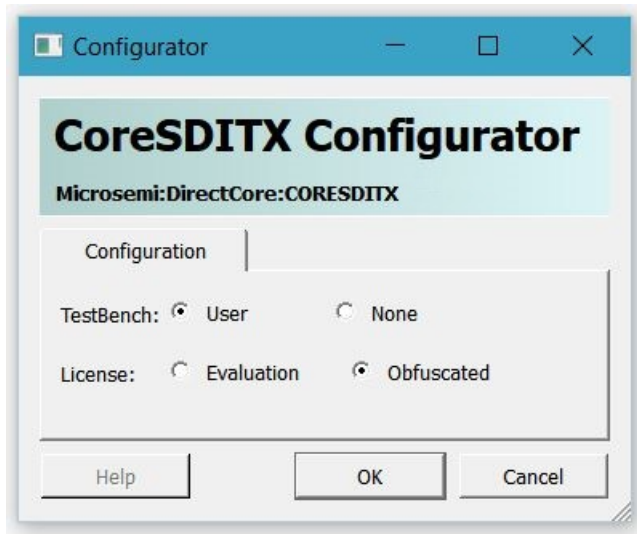 Configurator
CoreSDITX Configurator
Microsemi:DirectCore:CORESDITX
Configuration
TestBench: User None
License: Evaluation Obfuscated
Help OK Cancel